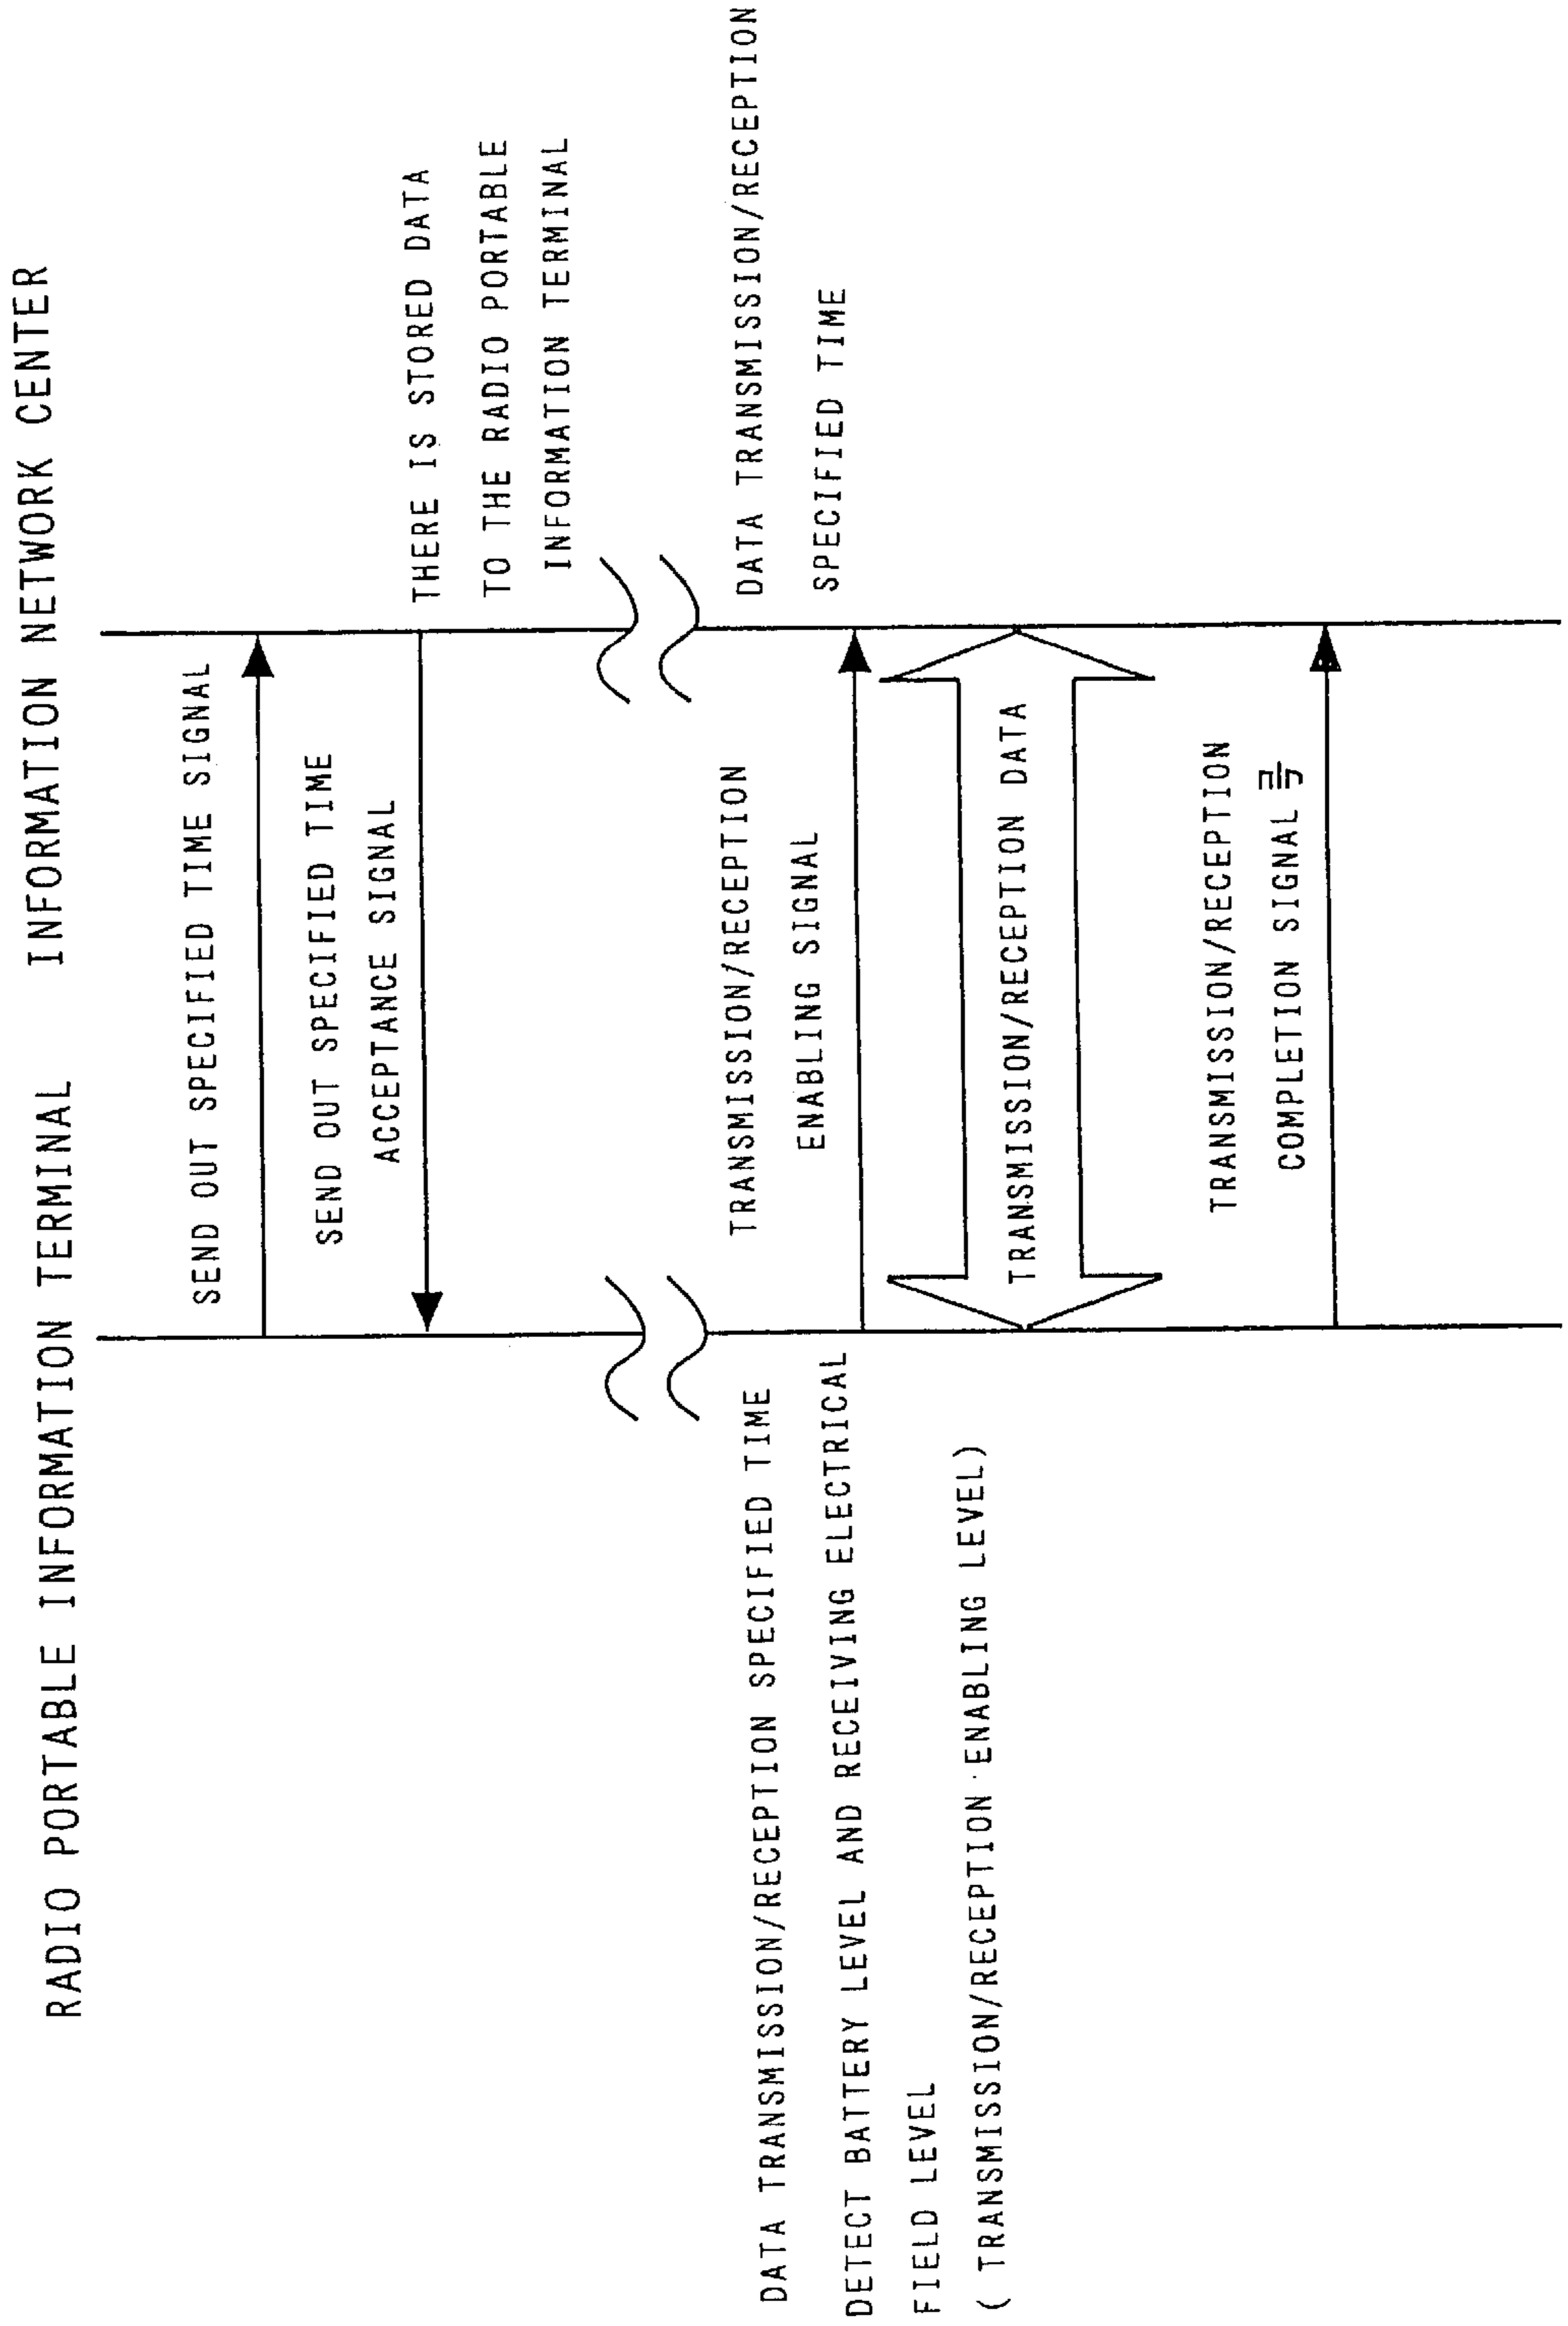 RADIO PORTABLE INFORMATION TERMINAL
INFORMATION NETWORK CENTER
SEND OUT SPECIFIED TIME SIGNAL
SEND OUT SPECIFIED TIME
ACCEPTANCE SIGNAL
THERE IS STORED DATA
TO THE RADIO PORTABLE
INFORMATION TERMINAL
DATA TRANSMISSION/RECEPTION SPECIFIED TIME
DETECT BATTERY LEVEL AND RECEIVING ELECTRICAL
FIELD LEVEL
( TRANSMISSION/RECEPTION ENABLING LEVEL)
TRANSMISSION/RECEPTION
ENABLING SIGNAL
DATA TRANSMISSION/RECEPTION
SPECIFIED TIME
TRANSMISSION/RECEPTION DATA
TRANSMISSION/RECEPTION
COMPLETION SIGNAL